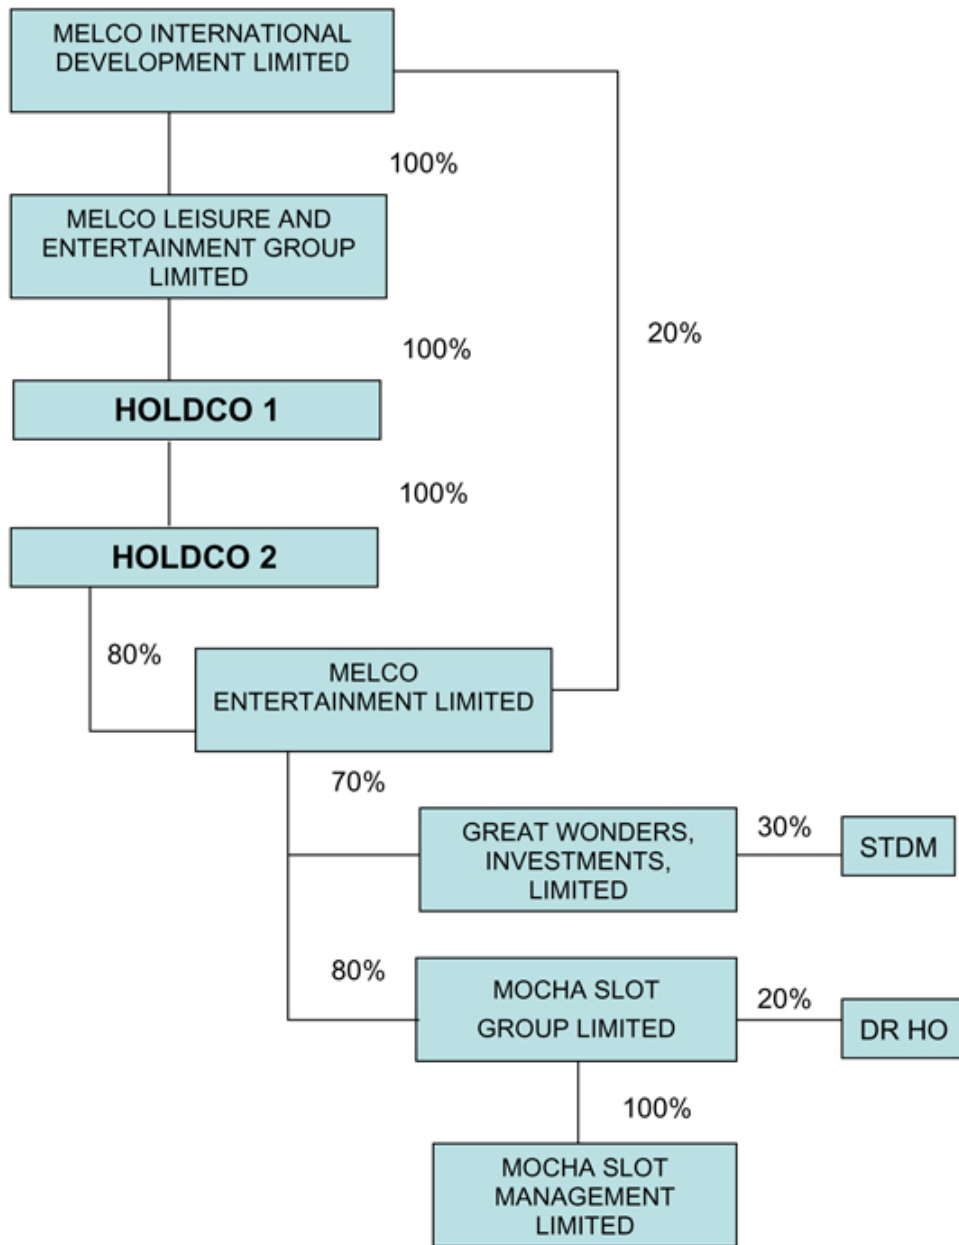 MELCO INTERNATIONAL
DEVELOPMENT LIMITED
100%
MELCO LEISURE AND
ENTERTAINMENT GROUP
LIMITED
20%
100%
HOLDCO 1
100%
HOLDCO 2
80%
MELCO
ENTERTAINMENT LIMITED
70%
GREAT WONDERS,
INVESTMENTS,
LIMITED
30%
STDM
80%
MOCHA SLOT
GROUP LIMITED
20%
DR HO
100%
MOCHA SLOT
MANAGEMENT
LIMITED